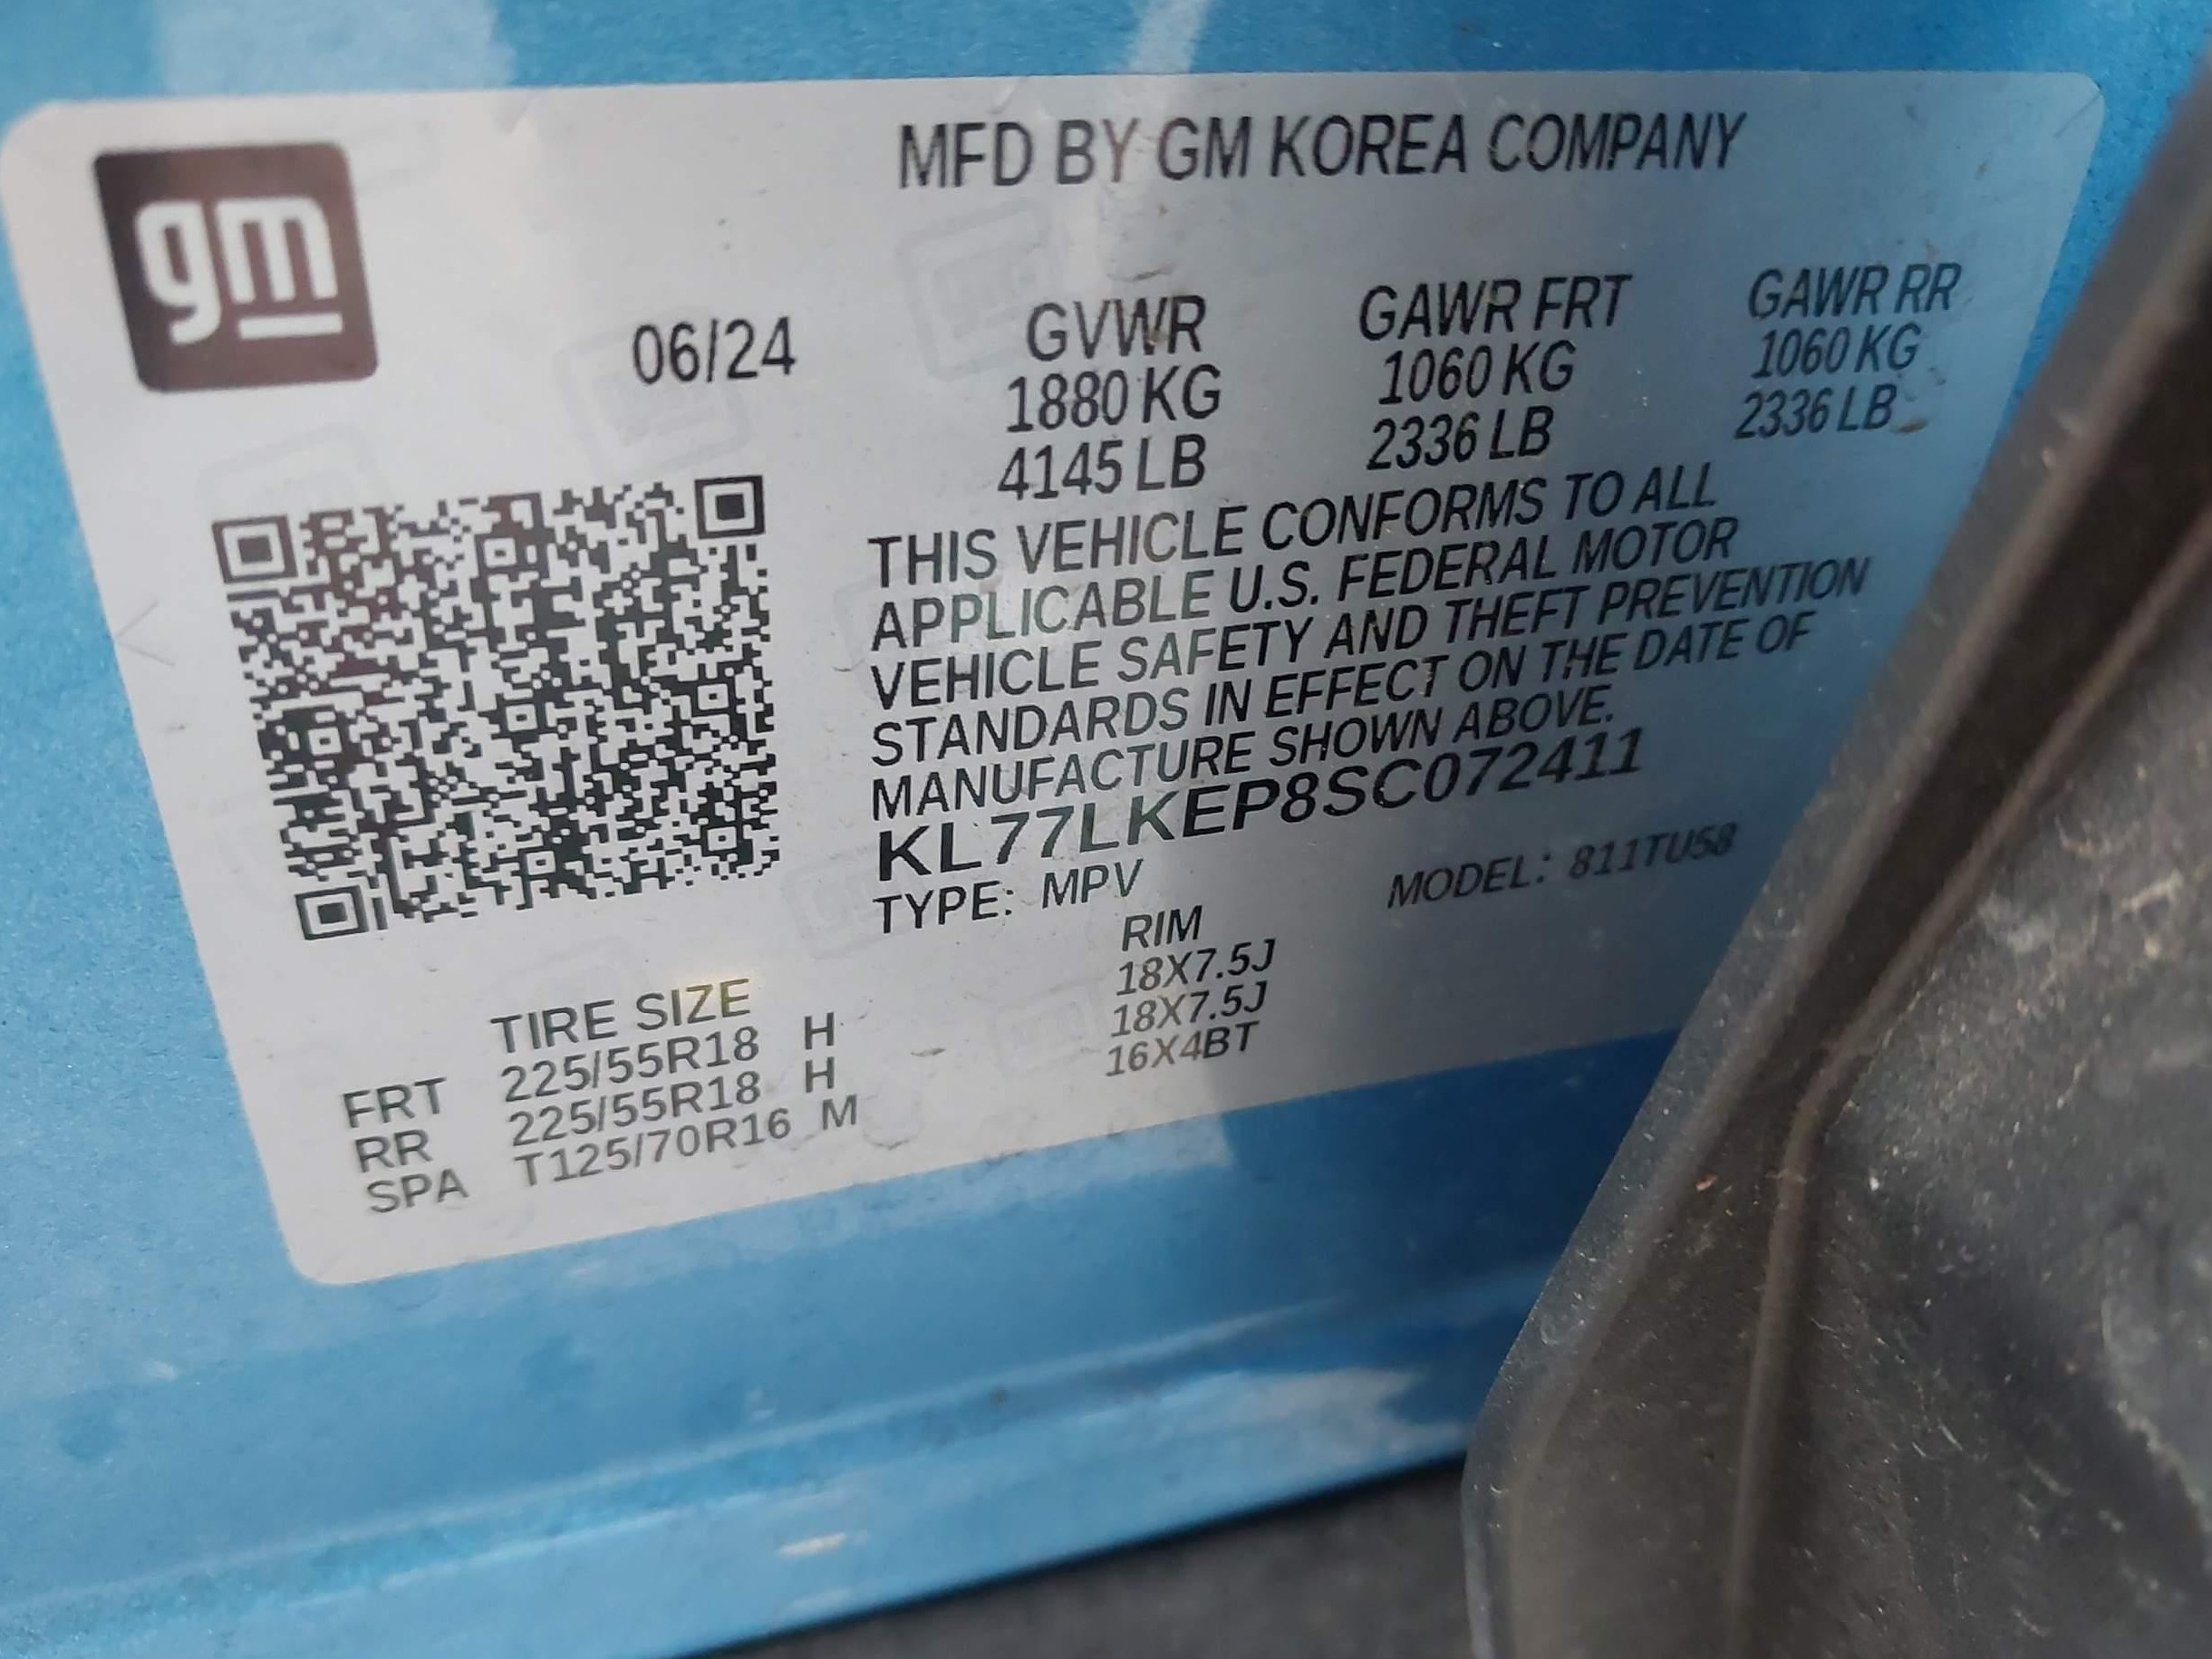 gm
MFD BY GM KOREA COMPANY
06/24 GVWR GAWR FRT GAWR RR
1880 KG 1060 KG 1060 KG
4145 LB 2336 LB 2336 LB
THIS VEHICLE CONFORMS TO ALL
APPLICABLE U.S. FEDERAL MOTOR
VEHICLE SAFETY AND THEFT PREVENTION
STANDARDS IN EFFECT ON THE DATE OF
MANUFACTURE SHOWN ABOVE.
KL77LKEP8SC072411
TYPE: MPV MODEL: 811TU58
TIRE SIZE RIM
FRT 225/55R18 H 18X7.5J
RR 225/55R18 H 18X7.5J
SPA T125/70R16 M 16X4BT